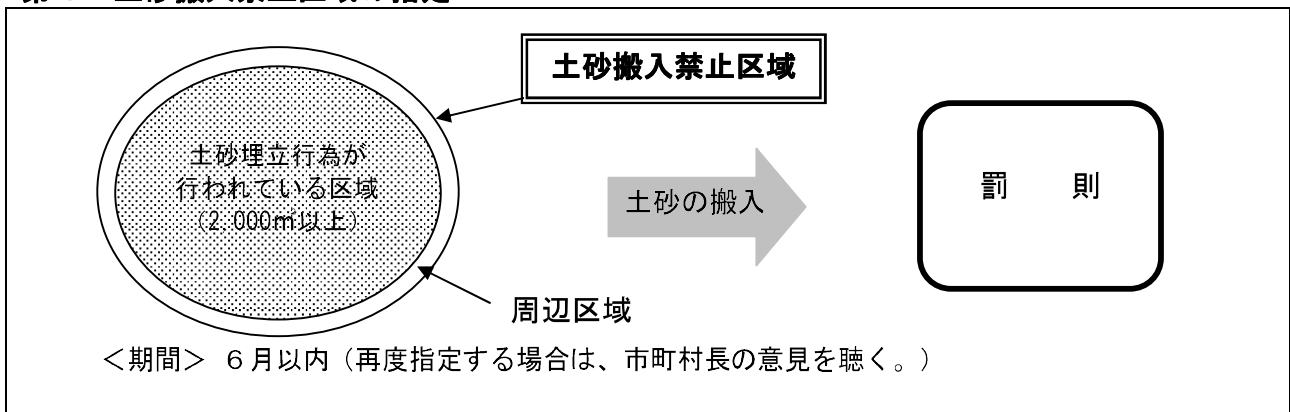 土砂搬入禁止区域
土砂埋立行為が
行われている区域
(2,000㎡以上)
土砂の搬入
罰　則
周辺区域
＜期間＞ ６月以内（再度指定する場合は、市町村長の意見を聴く。）